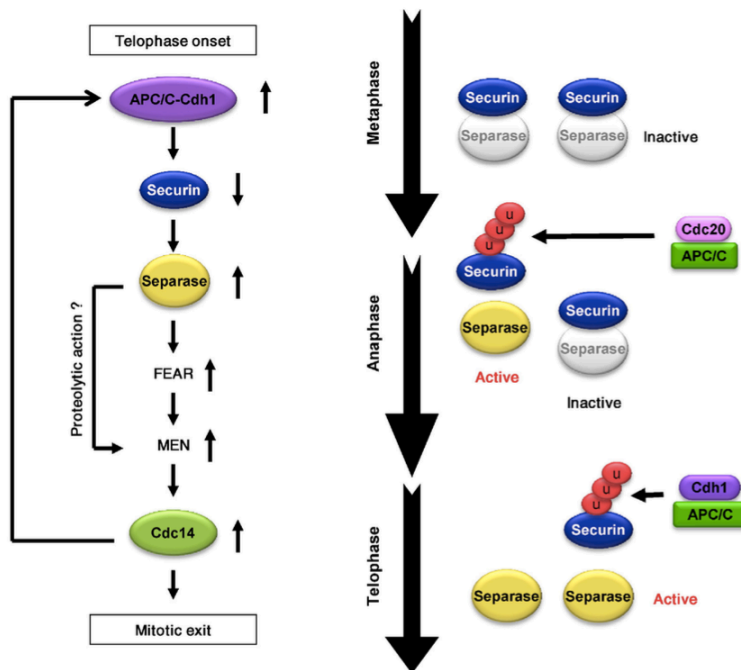 Telophase onset
APC/C-Cdh1
Securin
Separase
Proteolytic action ?
FEAR
MEN
Cdc14
Mitotic exit
Metaphase
Securin
Securin
Separase
Separase
Inactive
Anaphase
u
u
u
Securin
Cdc20
APC/C
Separase
Active
Securin
Separase
Inactive
Telophase
u
u
u
Securin
Cdh1
APC/C
Separase
Separase
Active